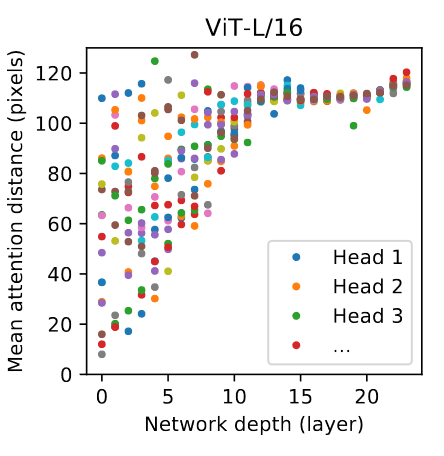 ViT-L/16
Mean attention distance (pixels)
120
100
80
60
40
20
0
Head 1
Head 2
Head 3
...
0
5
10
15
20
Network depth (layer)